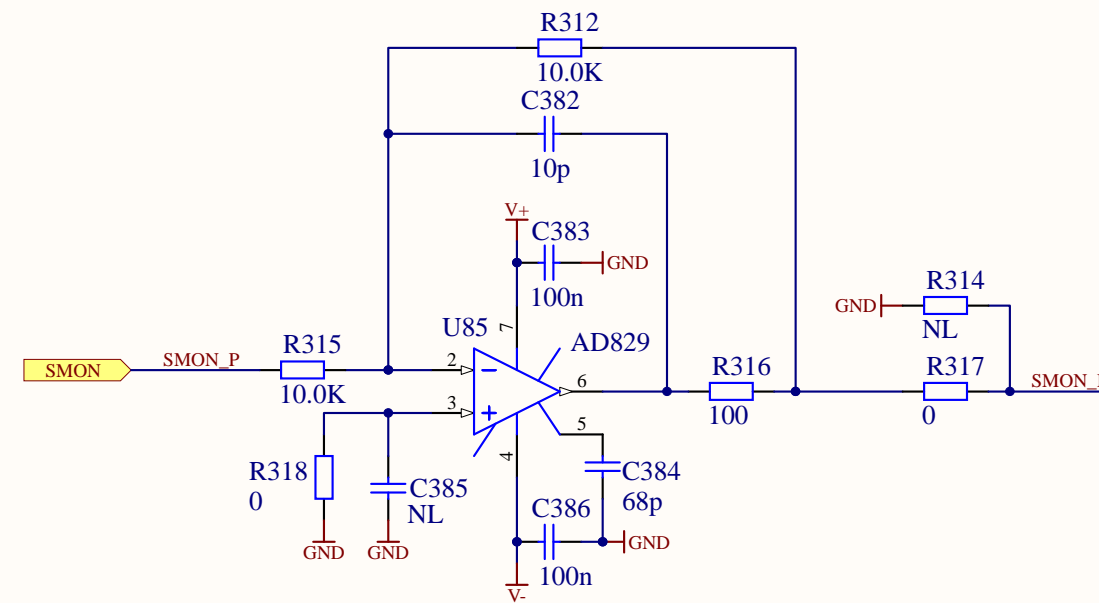 R312
10.0K
C382
10p
V+
C383
GND
100n
7
R314
GND
NL
U85
AD829
SMON
SMON_P
R315
10.0K
2
6
R316
100
R317
0
3
5
4
R318
0
C385
NL
C384
68p
C386
GND
GND
GND
100n
V-